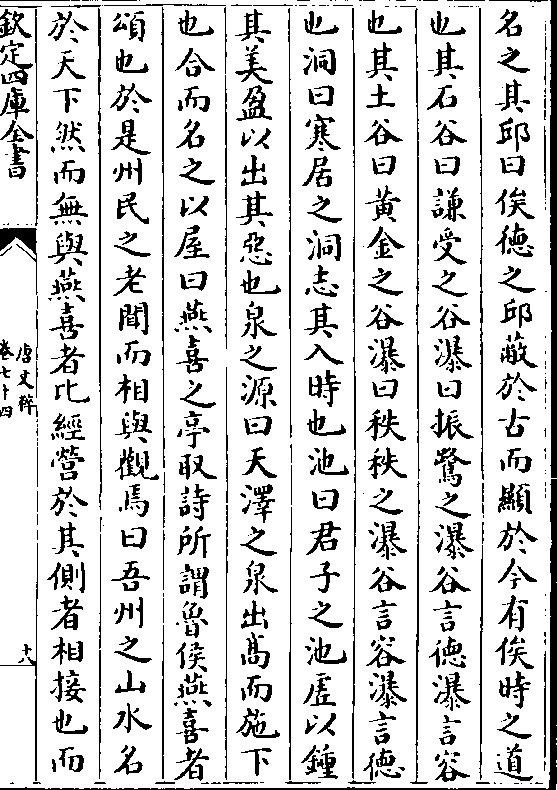 名之其邱曰俟德之邱蔽於古而顯於今有俟時之道
也其石谷曰謙受之谷瀑曰振鷺之瀑谷言德瀑言容
也其土谷曰黄金之谷瀑曰秩秩之瀑谷言容瀑言德
也洞曰寒居之洞志其入時也池曰君子之池虚以鍾
其美盈以出其惡也泉之源曰天澤之泉出髙而施下
也合而名之以屋曰燕喜之亭取詩所謂魯侯燕喜者
頌也於是州民之老聞而相與觀焉曰吾州之山水名
於天下然而無與燕喜者比經營於其側者相接也而
欽定四庫全書
唐文粹
卷七十四
十八